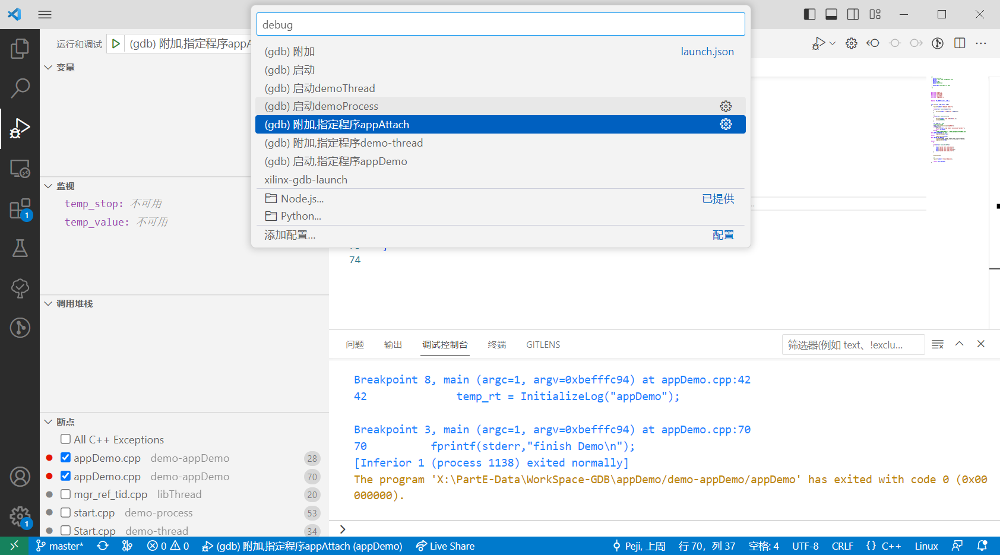 debug
运行和调试
(gdb) 附加,指定程序appA
(gdb) 附加
launch.json
(gdb) 启动
(gdb) 启动demoThread
(gdb) 启动demoProcess
(gdb) 附加,指定程序appAttach
(gdb) 附加,指定程序demo-thread
(gdb) 启动,指定程序appDemo
xilinx-gdb-launch
Node.js...
已提供
Python...
添加配置...
配置
变量
监视
temp_stop: 不可用
temp_value: 不可用
调用堆栈
断点
All C++ Exceptions
appDemo.cpp demo-appDemo 28
appDemo.cpp demo-appDemo 70
mgr_ref_tid.cpp libThread 20
start.cpp demo-process 53
Start.cpp demo-thread 34
74
问题 输出 调试控制台 终端 GITLENS
筛选器(例如 text、!exclu...
Breakpoint 8, main (argc=1, argv=0xbefffc94) at appDemo.cpp:42
42 temp_rt = InitializeLog("appDemo");
Breakpoint 3, main (argc=1, argv=0xbefffc94) at appDemo.cpp:70
70 fprintf(stderr,"finish Demo\n");
[Inferior 1 (process 1138) exited normally]
The program 'X:\PartE-Data\WorkSpace-GDB\appDemo/demo-appDemo/appDemo' has exited with code 0 (0x00
000000).
1
1
master* 0 0 (gdb) 附加,指定程序appAttach (appDemo) Live Share Peji, 上周 行 70，列 37 空格: 4 UTF-8 CRLF {} C++ Linux